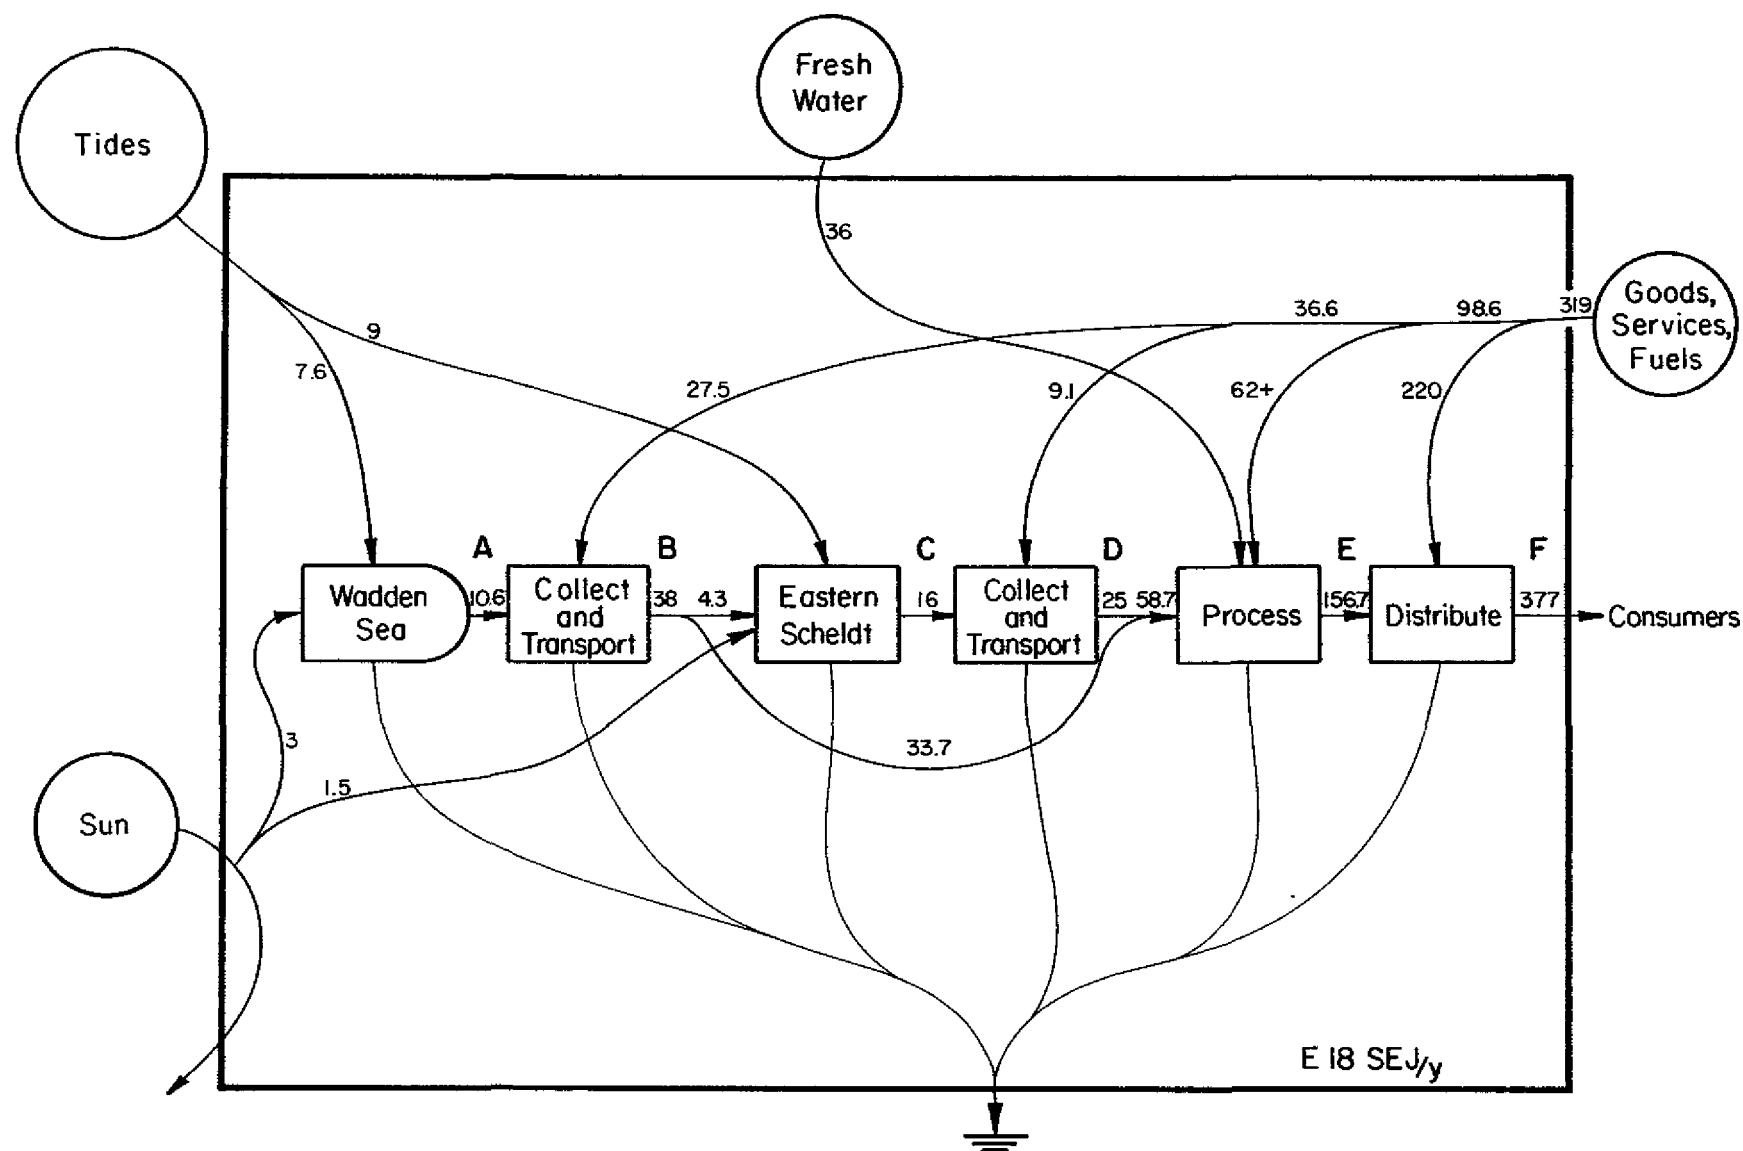 Fresh
Water
Tides
36
Goods,
Services,
Fuels
319
98.6
36.6
9
7.6
27.5
9.1
62+
220
A
B
C
D
E
F
Wadden
Sea
10.6
Collect
and
Transport
38
4.3
Eastern
Scheldt
16
Collect
and
Transport
25
58.7
Process
156.7
Distribute
377
Consumers
3
1.5
33.7
Sun
E 18 SEJ/y